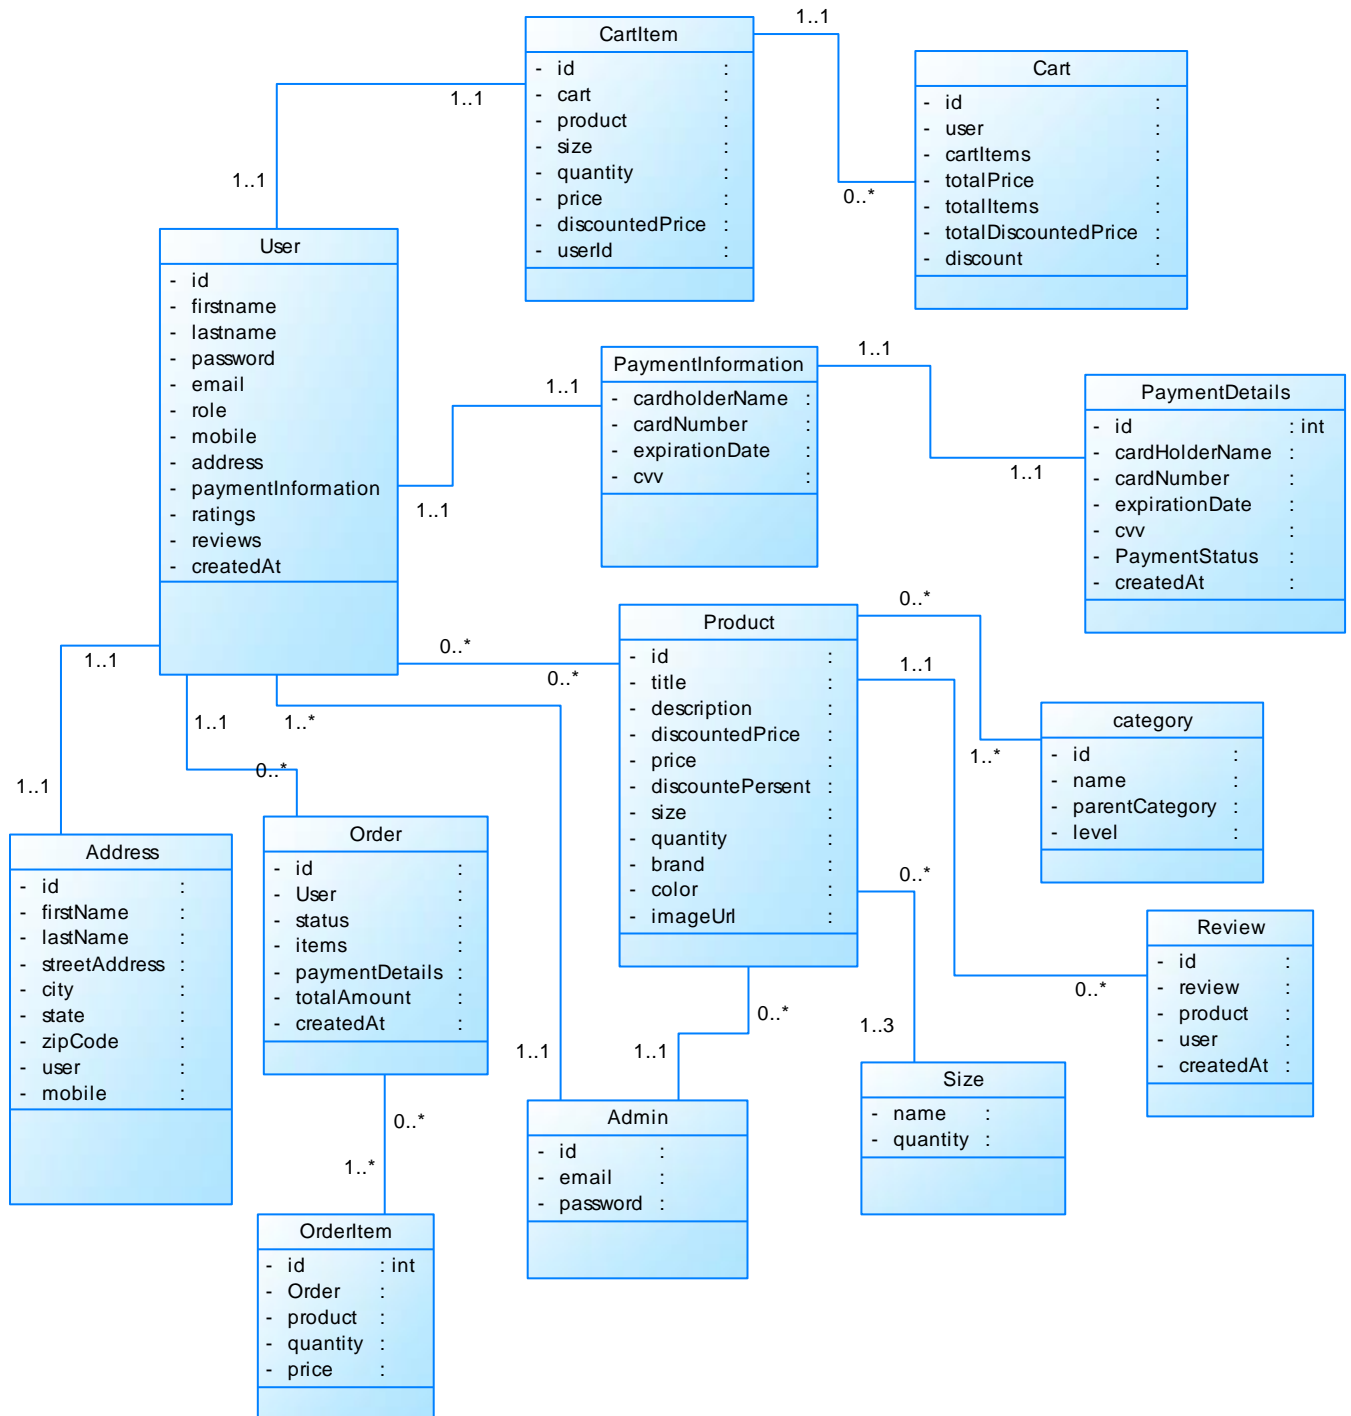 CartItem
- id :
- cart :
- product :
- size :
- quantity :
- price :
- discountedPrice :
- userId :
1..1
0..*
Cart
- id :
- user :
- cartItems :
- totalPrice :
- totalItems :
- totalDiscountedPrice :
- discount :
1..1
1..1
User
- id
- firstname
- lastname
- password
- email
- role
- mobile
- address
- paymentInformation
- ratings
- reviews
- createdAt
1..1
1..1
PaymentInformation
- cardholderName :
- cardNumber :
- expirationDate :
- cvv :
1..1
1..1
PaymentDetails
- id : int
- cardHolderName :
- cardNumber :
- expirationDate :
- cvv :
- PaymentStatus :
- createdAt :
0..*
0..*
Product
- id :
- title :
- description :
- discountedPrice :
- price :
- discountePersent :
- size :
- quantity :
- brand :
- color :
- imageUrl :
0..*
1..*
category
- id :
- name :
- parentCategory :
- level :
1..1
0..*
Review
- id :
- review :
- product :
- user :
- createdAt :
0..*
1..3
Size
- name :
- quantity :
1..1
1..1
Address
- id :
- firstName :
- lastName :
- streetAddress :
- city :
- state :
- zipCode :
- user :
- mobile :
1..1
0..*
Order
- id :
- User :
- status :
- items :
- paymentDetails :
- totalAmount :
- createdAt :
0..*
1..*
OrderItem
- id : int
- Order :
- product :
- quantity :
- price :
1..*
1..1
0..*
1..1
Admin
- id :
- email :
- password :